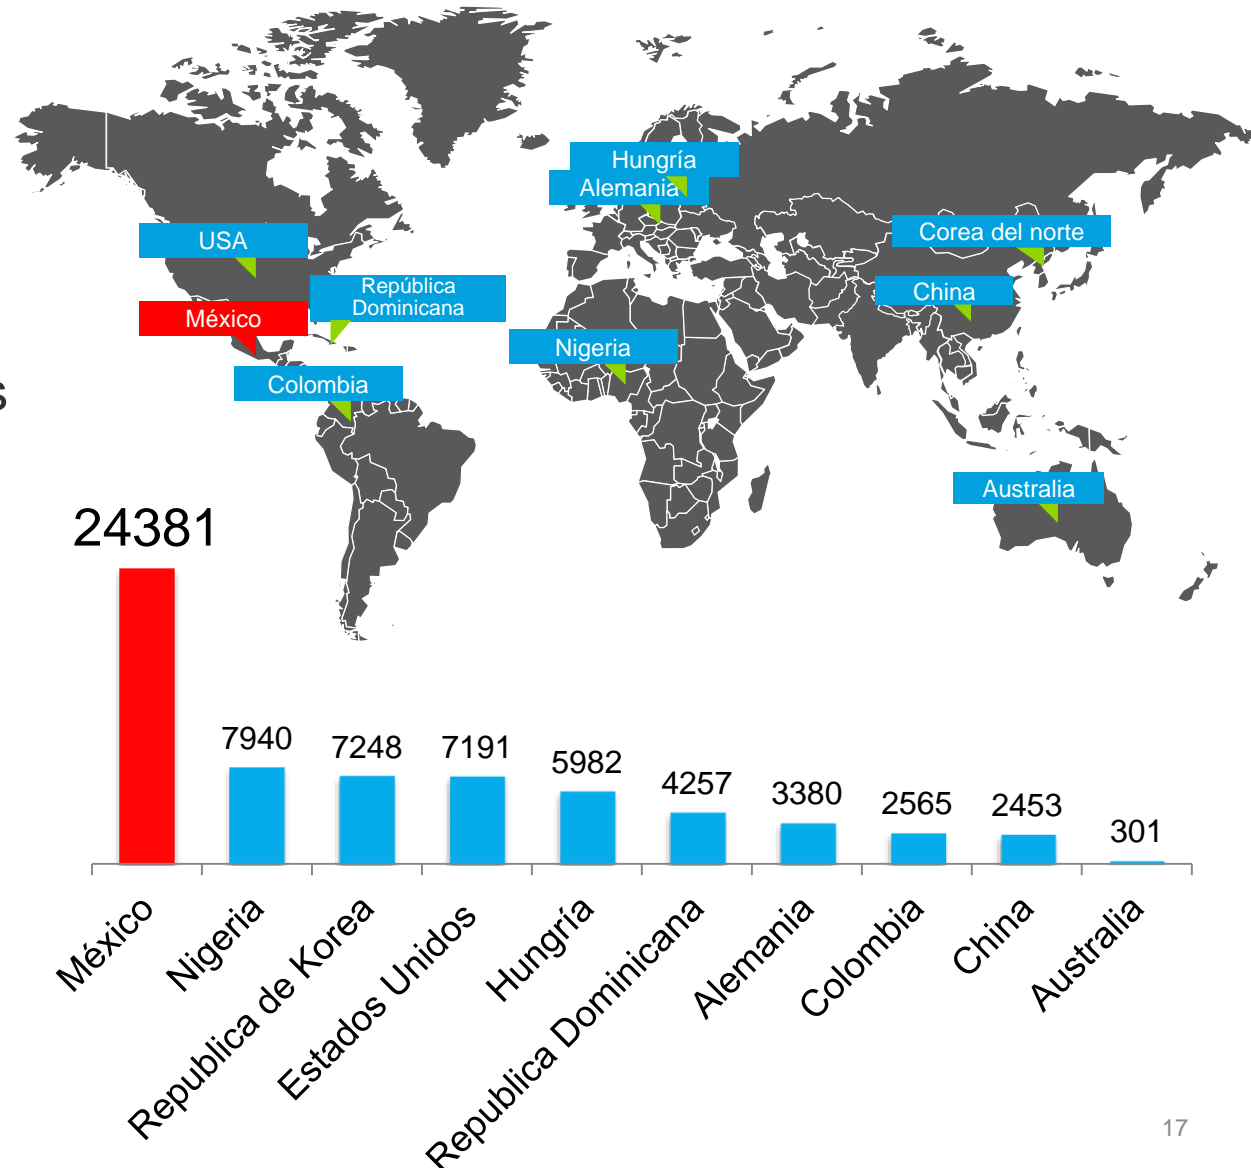 Hungría
Alemania
USA
Corea del norte
República
Dominicana
China
México
Nigeria
Colombia
s
Australia
24381
7940
7248
7191
5982
4257
3380
2565
2453
301
México
Nigeria
Republica de Korea
Estados Unidos
Hungría
Republica Dominicana
Alemania
Colombia
China
Australia
17